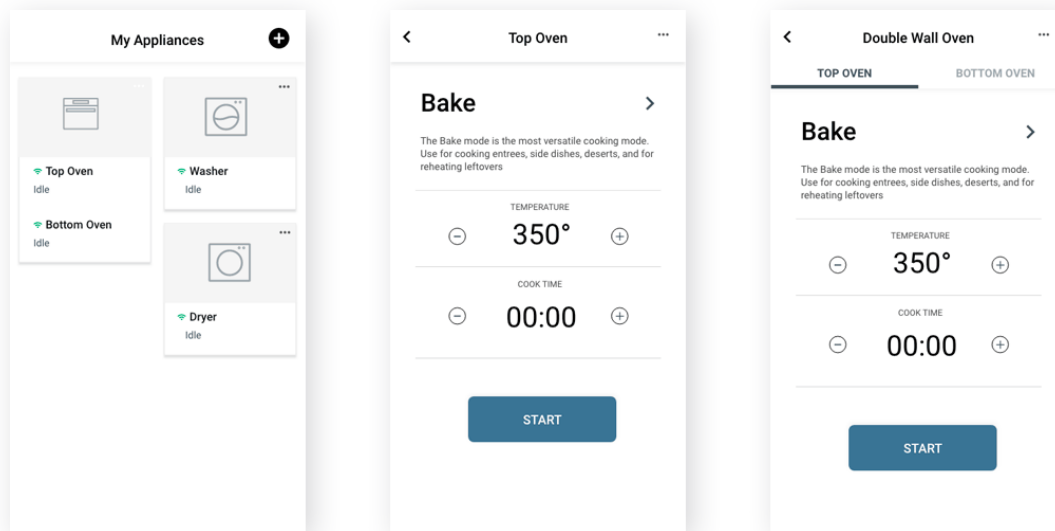 My Appliances
Top Oven
Idle
Bottom Oven
Idle
Washer
Idle
Dryer
Idle
Top Oven
Bake
The Bake mode is the most versatile cooking mode.
Use for cooking entrees, side dishes, deserts, and for
reheating leftovers
TEMPERATURE
350°
COOK TIME
00:00
START
Double Wall Oven
TOP OVEN
BOTTOM OVEN
Bake
The Bake mode is the most versatile cooking mode.
Use for cooking entrees, side dishes, deserts, and for
reheating leftovers
TEMPERATURE
350°
COOK TIME
00:00
START